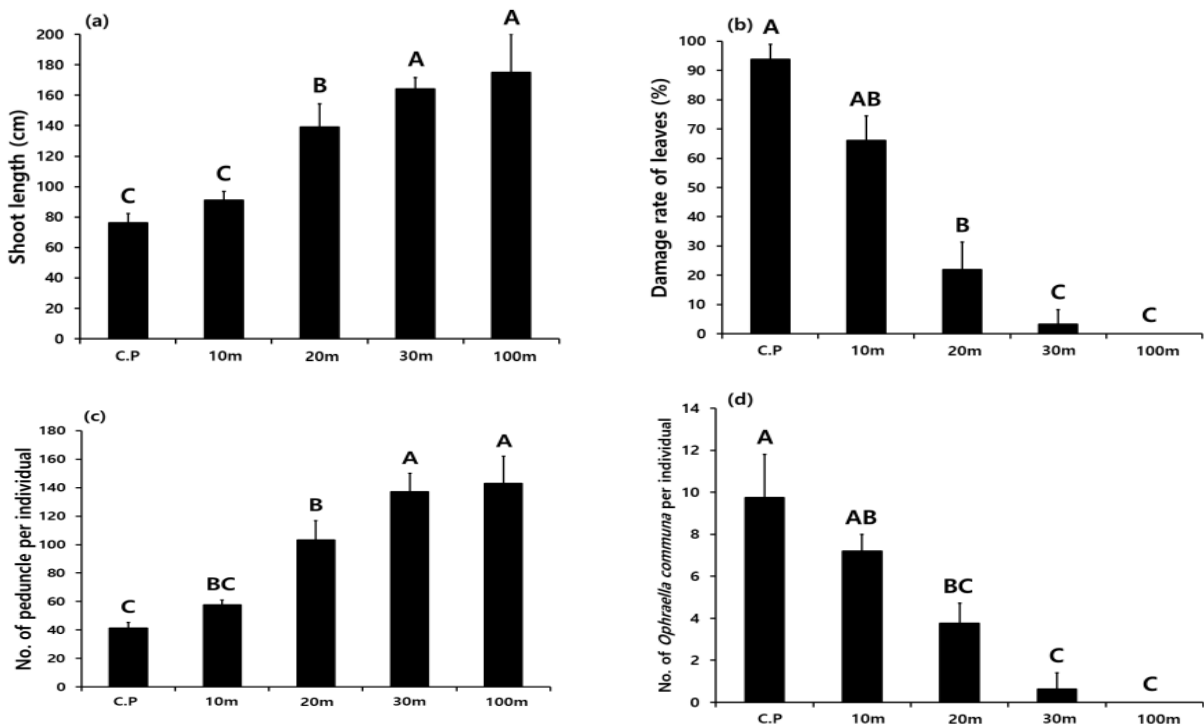 (a)
Shoot length (cm)
200
180
160
140
120
100
80
60
40
20
0
C
C
B
A
A
C.P 10m 20m 30m 100m
(b)
Damage rate of leaves (%)
100
90
80
70
60
50
40
30
20
10
0
A
AB
B
C
C
C.P 10m 20m 30m 100m
(c)
No. of peduncle per individual
180
160
140
120
100
80
60
40
20
0
C
BC
B
A
A
C.P 10m 20m 30m 100m
(d)
No. of Ophraella communa per individual
14
12
10
8
6
4
2
0
A
AB
BC
C
C
C.P 10m 20m 30m 100m